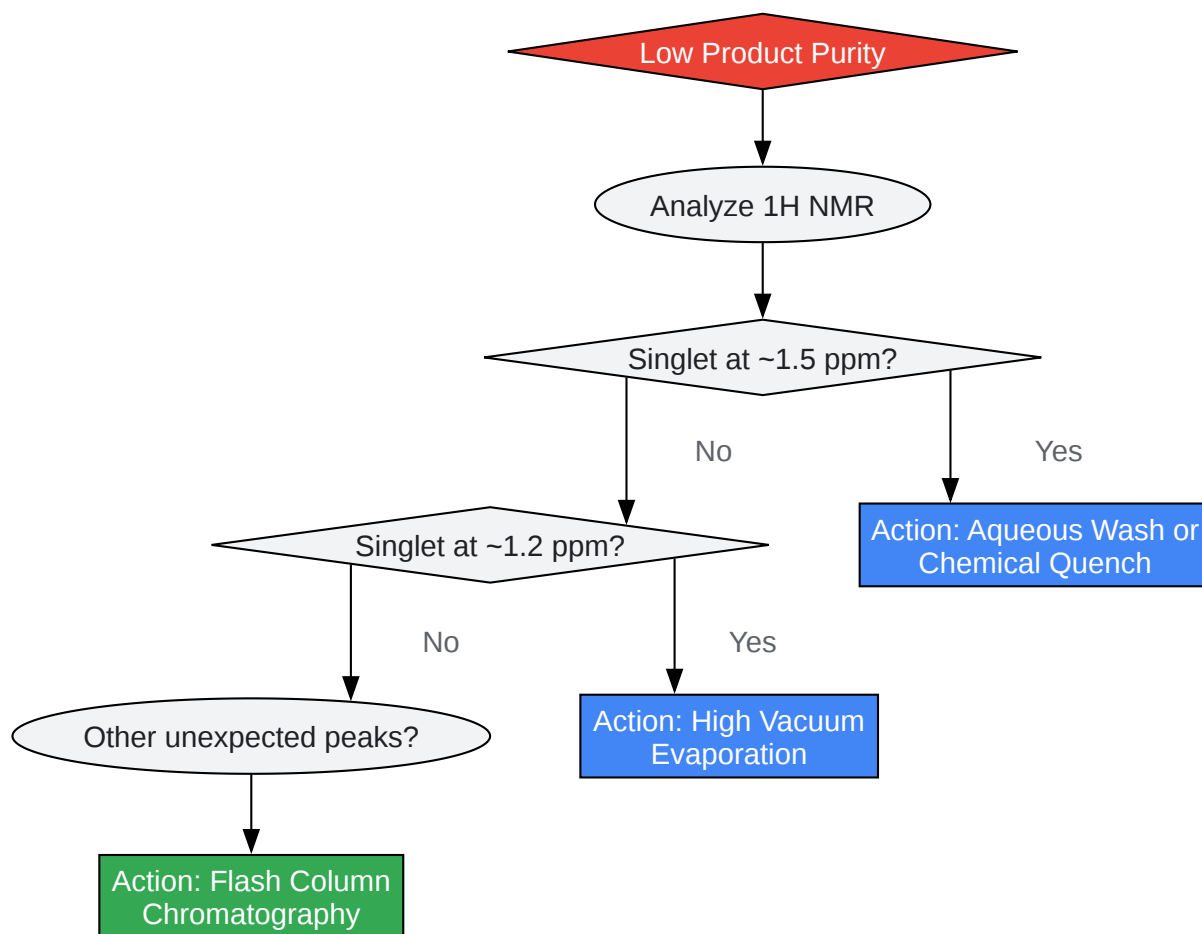 Low Product Purity
Analyze 1H NMR
Singlet at ~1.5 ppm?
No
Yes
Action: Aqueous Wash or
Chemical Quench
Singlet at ~1.2 ppm?
No
Yes
Action: High Vacuum
Evaporation
Other unexpected peaks?
Action: Flash Column
Chromatography